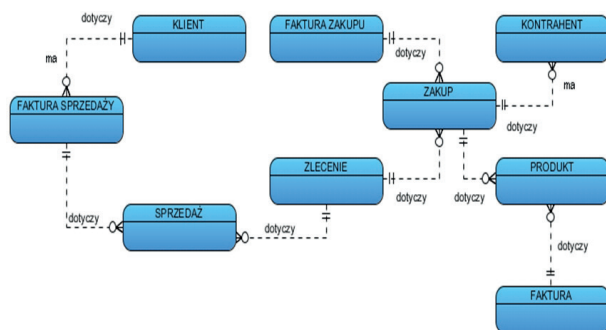 dotyczy
KLIENT
FAKTURA ZAKUPU
KONTRAHENT
dotyczy
ma
ma
ZAKUP
FAKTURA SPRZEDAŻY
dotyczy
ZLECENIE
PRODUKT
dotyczy
dotyczy
SPRZEDAŻ
dotyczy
dotyczy
dotyczy
FAKTURA